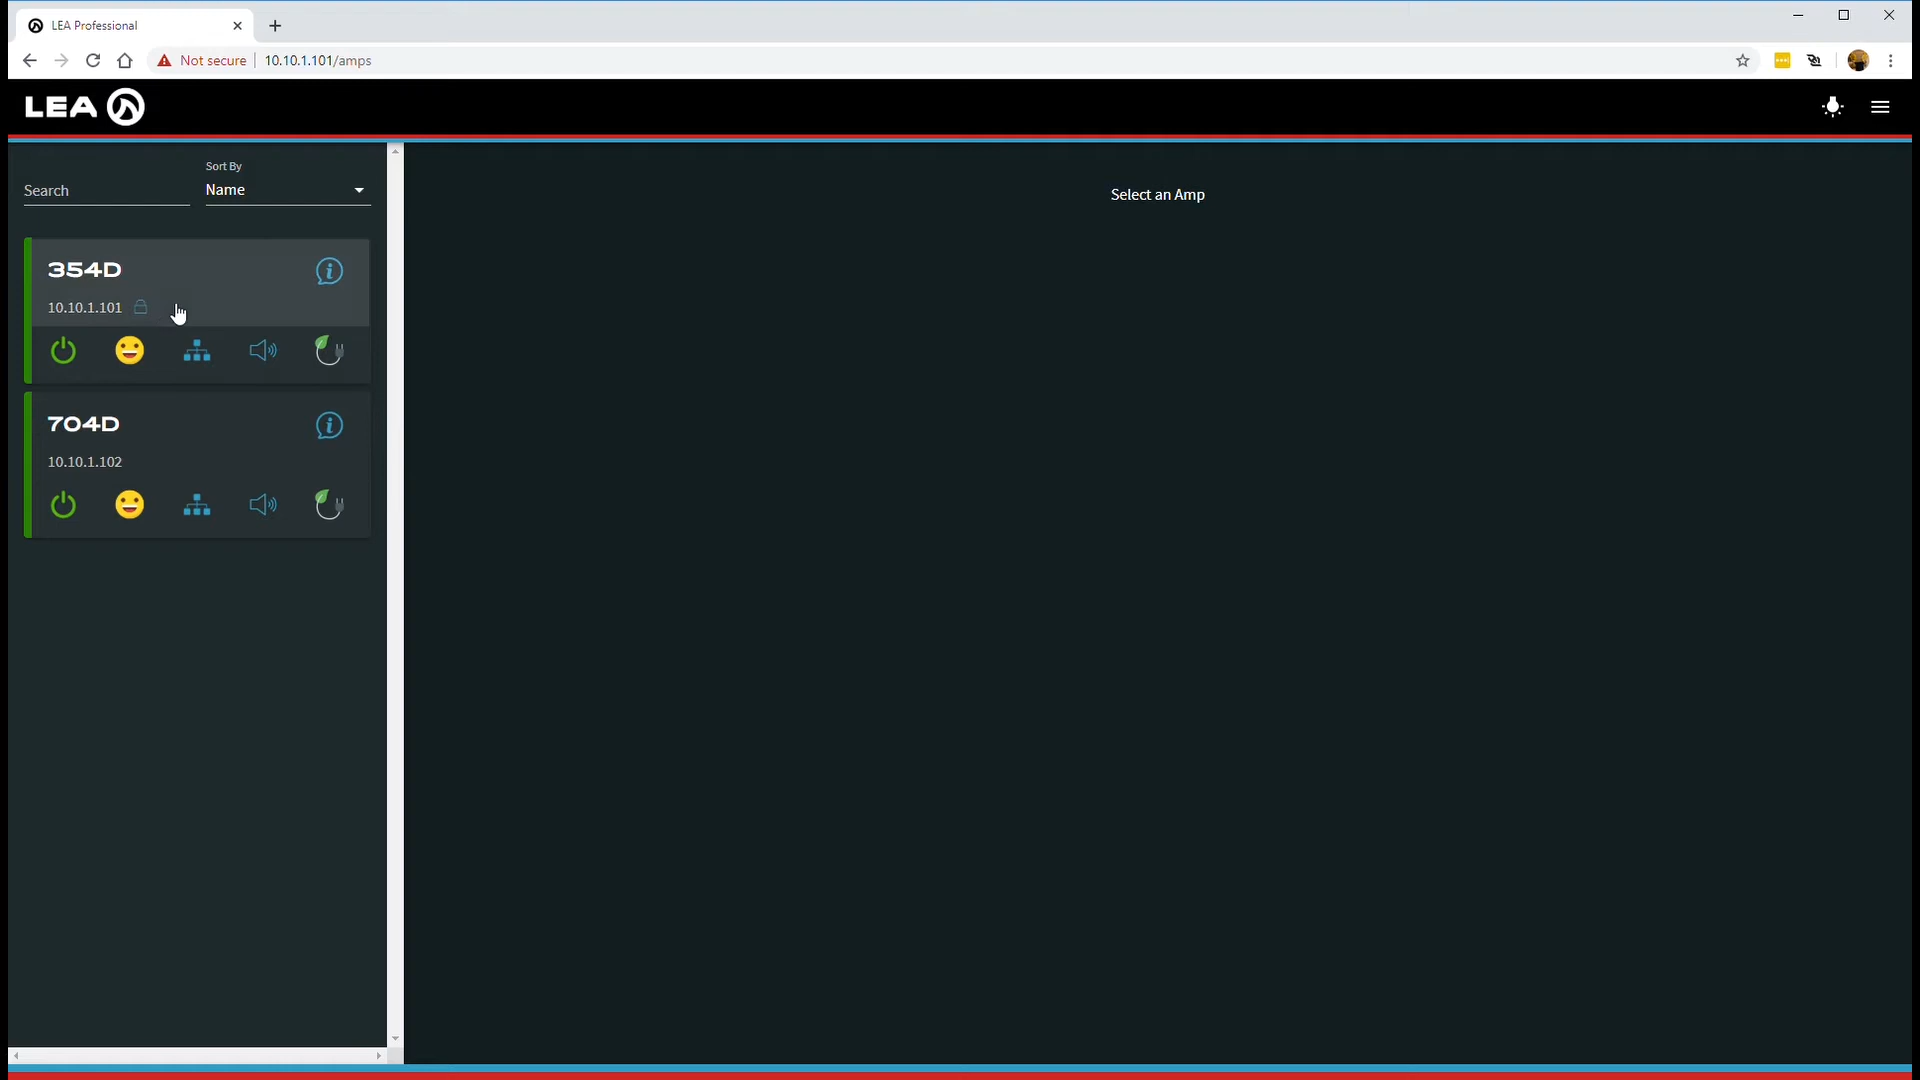 LEA Professional
Not secure
10.10.1.101/amps
LEA
Sort By
Search
Name
Select an Amp
354D
10.10.1.101
704D
10.10.1.102